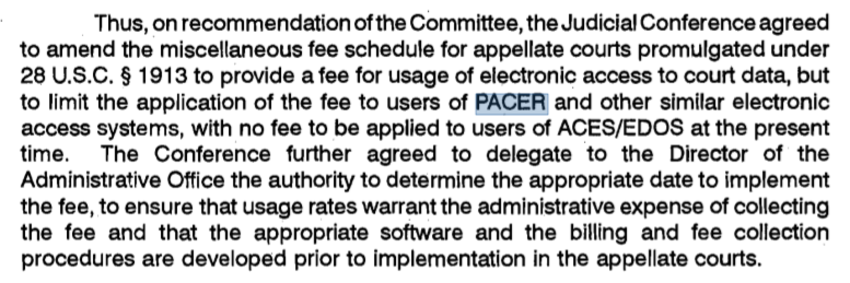 Thus, on recommendation of the Committee, the Judicial Conference agreed
to amend the miscellaneous fee schedule for appellate courts promulgated under
28 U.S.C. § 1913 to provide a fee for usage of electronic access to court data, but
to limit the application of the fee to users of PACER and other similar electronic
access systems, with no fee to be applied to users of ACES/EDOS at the present
time. The Conference further agreed to delegate to the Director of the
Administrative Office the authority to determine the appropriate date to implement
the fee, to ensure that usage rates warrant the administrative expense of collecting
the fee and that the appropriate software and the billing and fee collection
procedures are developed prior to implementation in the appellate courts.